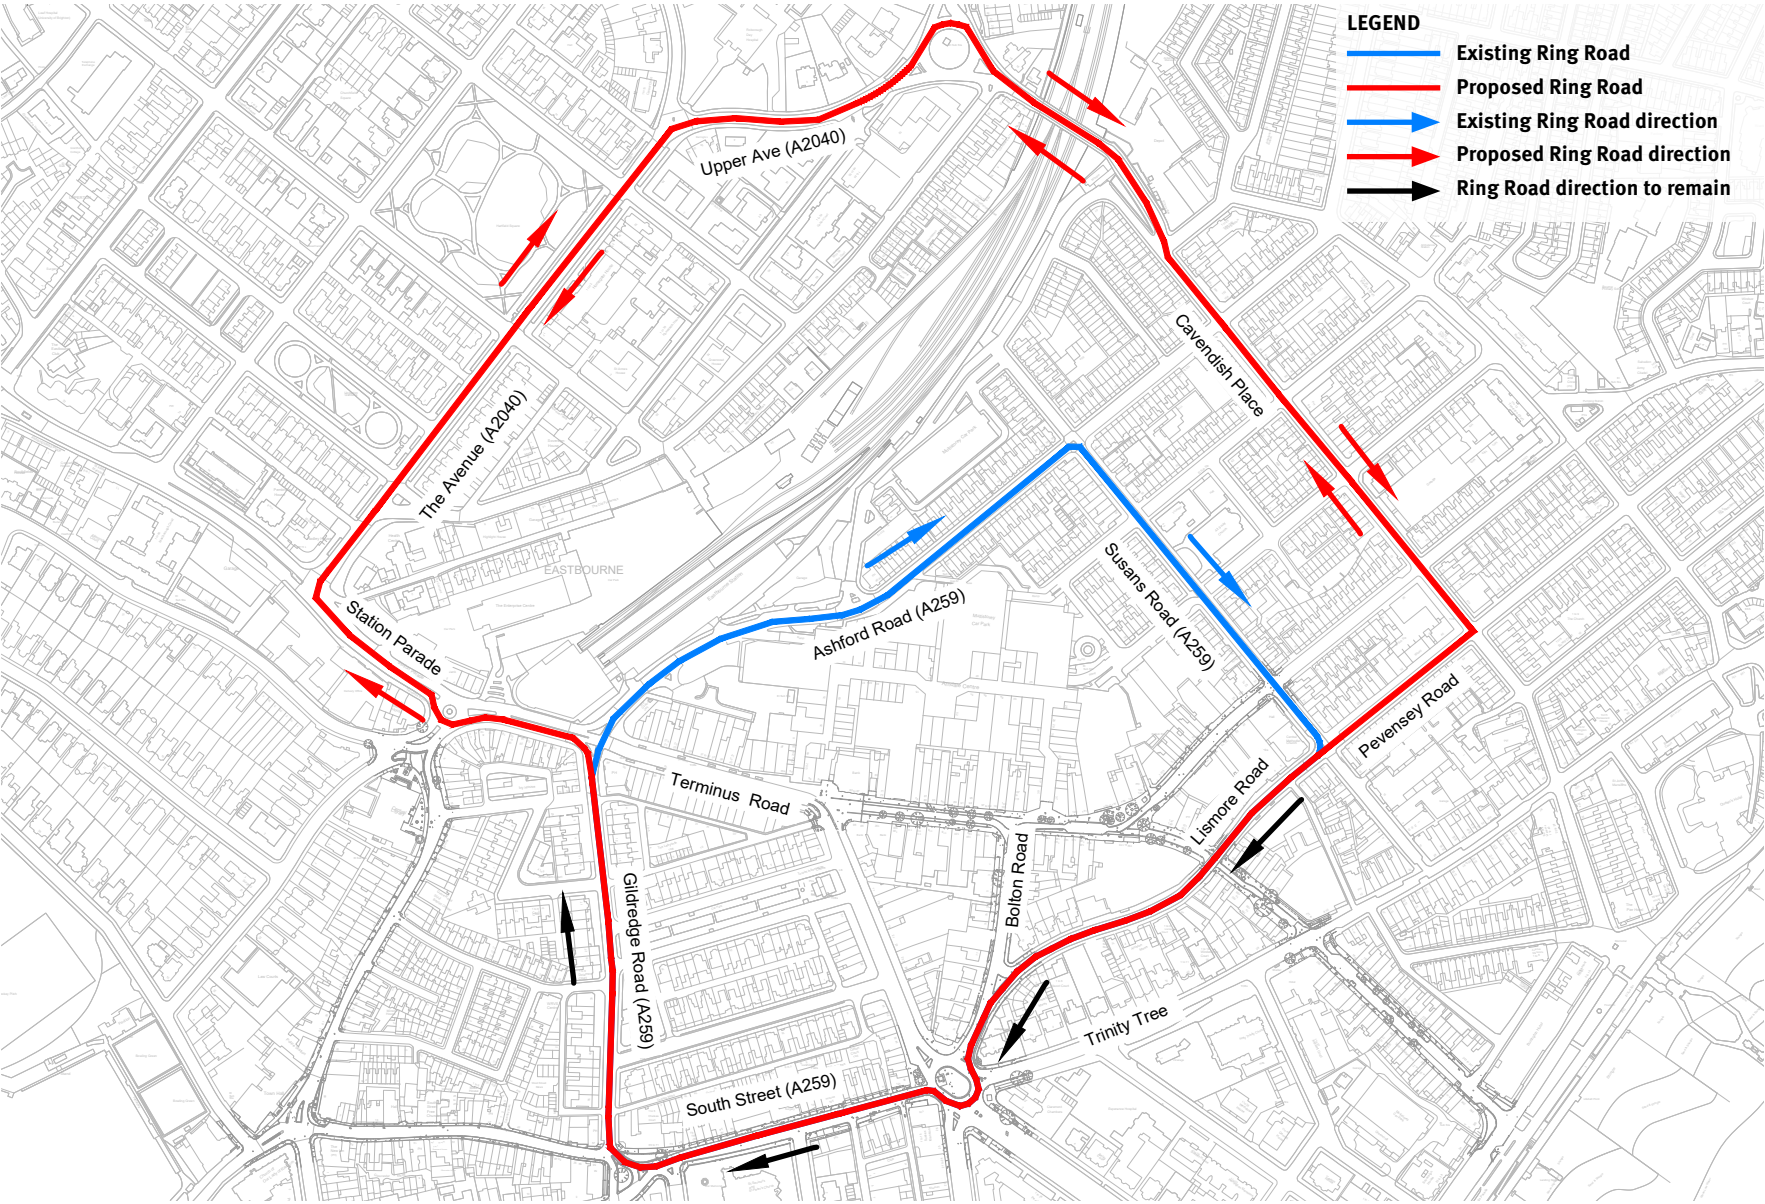 LEGEND
Existing Ring Road
Proposed Ring Road
Existing Ring Road direction
Proposed Ring Road direction
Ring Road direction to remain
Upper Ave (A2040)
Cavendish Place
The Avenue (A2040)
EASTBOURNE
Station Parade
Ashford Road (A259)
Susans Road (A259)
Pevensey Road
Lismore Road
Terminus Road
Bolton Road
Gildredge Road (A259)
Trinity Tree
South Street (A259)